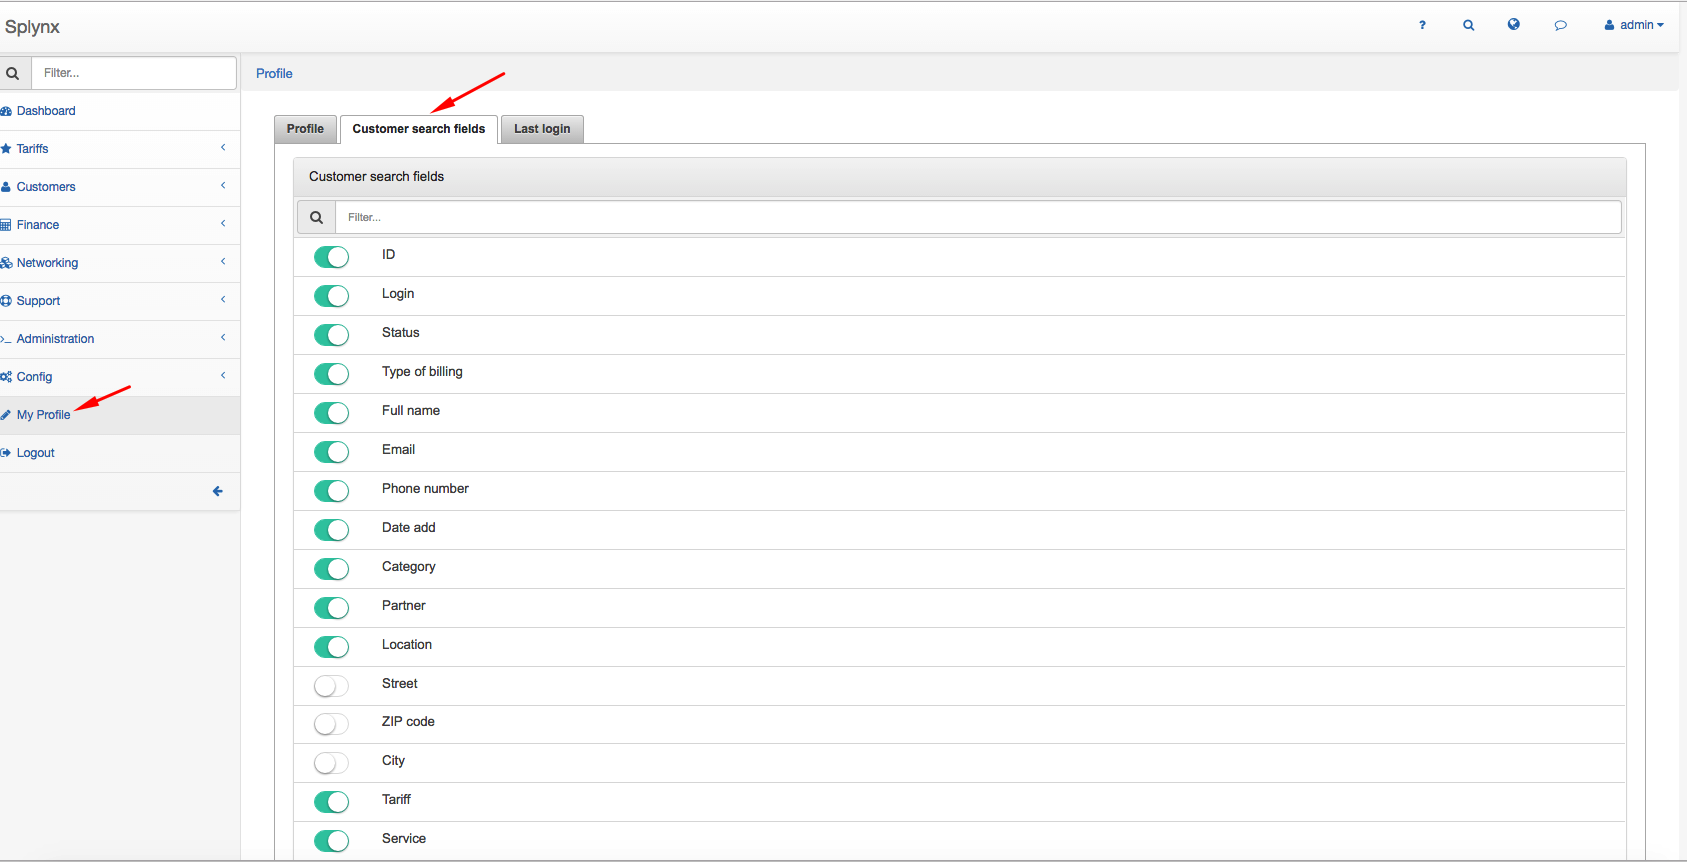 Splynx
?
admin
Filter...
Profile
Dashboard
Tariffs
Customers
Finance
Networking
Support
Administration
Config
My Profile
Logout
Profile
Customer search fields
Last login
Customer search fields
Filter...
ID
Login
Status
Type of billing
Full name
Email
Phone number
Date add
Category
Partner
Location
Street
ZIP code
City
Tariff
Service